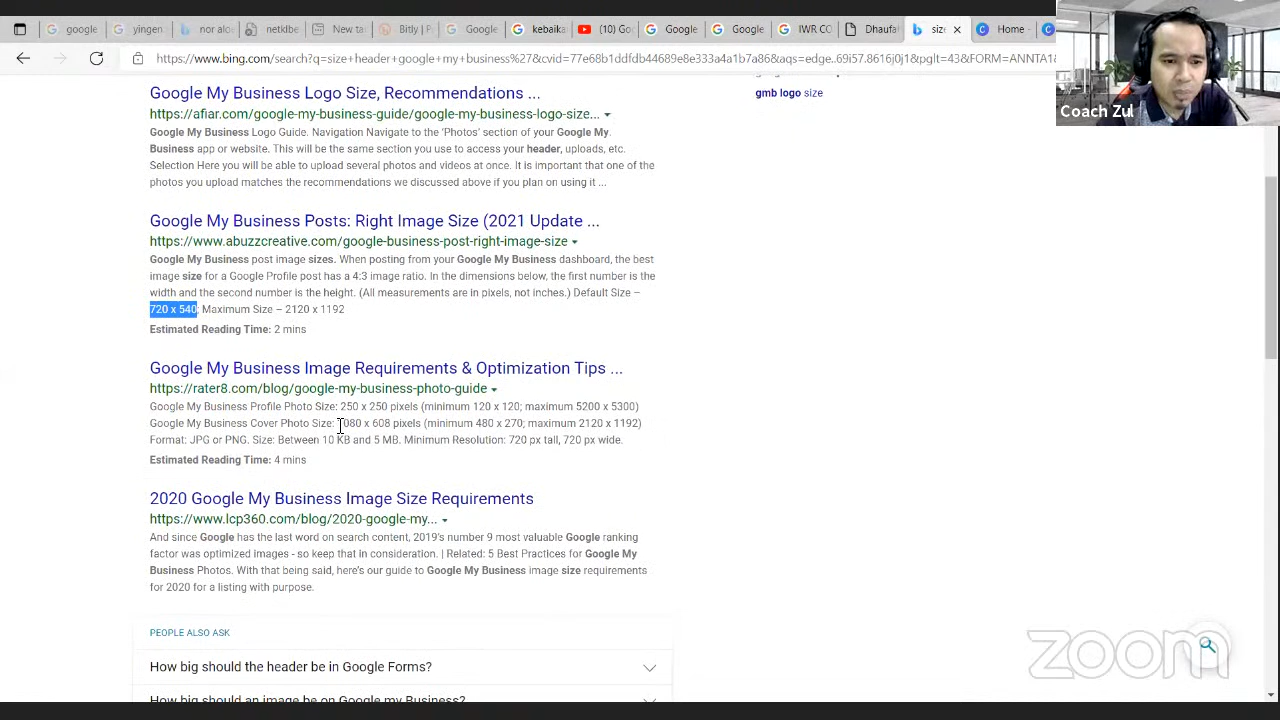 google
yingen
nor alo
netkbe
New Ta
Bitly | P
Google
kebaika
Google
Google
IWR CO
Dhaufa
size
Home -
https://www.bing.com/search?q=size+header+google+my+business%27&cvid=77e68b1ddfdb44689e8e333a4a1b7a86&aqs=edge..69i57.8616j0j1&pglt=43&FORM=ANNTA1
Coach Zul
Google My Business Logo Size, Recommendations ...
gmb logo size
https://afiar.com/google-my-business-guide/google-my-business-logo-size...
Google My Business Logo Guide. Navigation Navigate to the 'Photos' section of your Google My.
Business app or website. This will be the same section you use to access your header, uploads, etc.
Selection Here you will be able to upload several photos and videos at once. It is important that one of the
photos you upload matches the recommendations we discussed above if you plan on using it ...
Google My Business Posts: Right Image Size (2021 Update ...
https://www.abuzzcreative.com/google-business-post-right-image-size
Google My Business post image sizes. When posting from your Google My Business dashboard, the best
image size for a Google Profile post has a 4:3 image ratio. In the dimensions below, the first number is the
width and the second number is the height. (All measurements are in pixels, not inches.) Default Size –
720 x 540; Maximum Size – 2120 x 1192
Estimated Reading Time: 2 mins
Google My Business Image Requirements & Optimization Tips ...
https://rater8.com/blog/google-my-business-photo-guide
Google My Business Profile Photo Size: 250 x 250 pixels (minimum 120 x 120; maximum 5200 x 5300)
Google My Business Cover Photo Size: 1080 x 608 pixels (minimum 480 x 270; maximum 2120 x 1192)
Format: JPG or PNG. Size: Between 10 KB and 5 MB. Minimum Resolution: 720 px tall, 720 px wide.
Estimated Reading Time: 4 mins
2020 Google My Business Image Size Requirements
https://www.lcp360.com/blog/2020-google-my...
And since Google has the last word on search content, 2019's number 9 most valuable Google ranking
factor was optimized images - so keep that in consideration. | Related: 5 Best Practices for Google My
Business Photos. With that being said, here's our guide to Google My Business image size requirements
for 2020 for a listing with purpose.
PEOPLE ALSO ASK
How big should the header be in Google Forms?
How big should an image be on Google my Business?
zoom